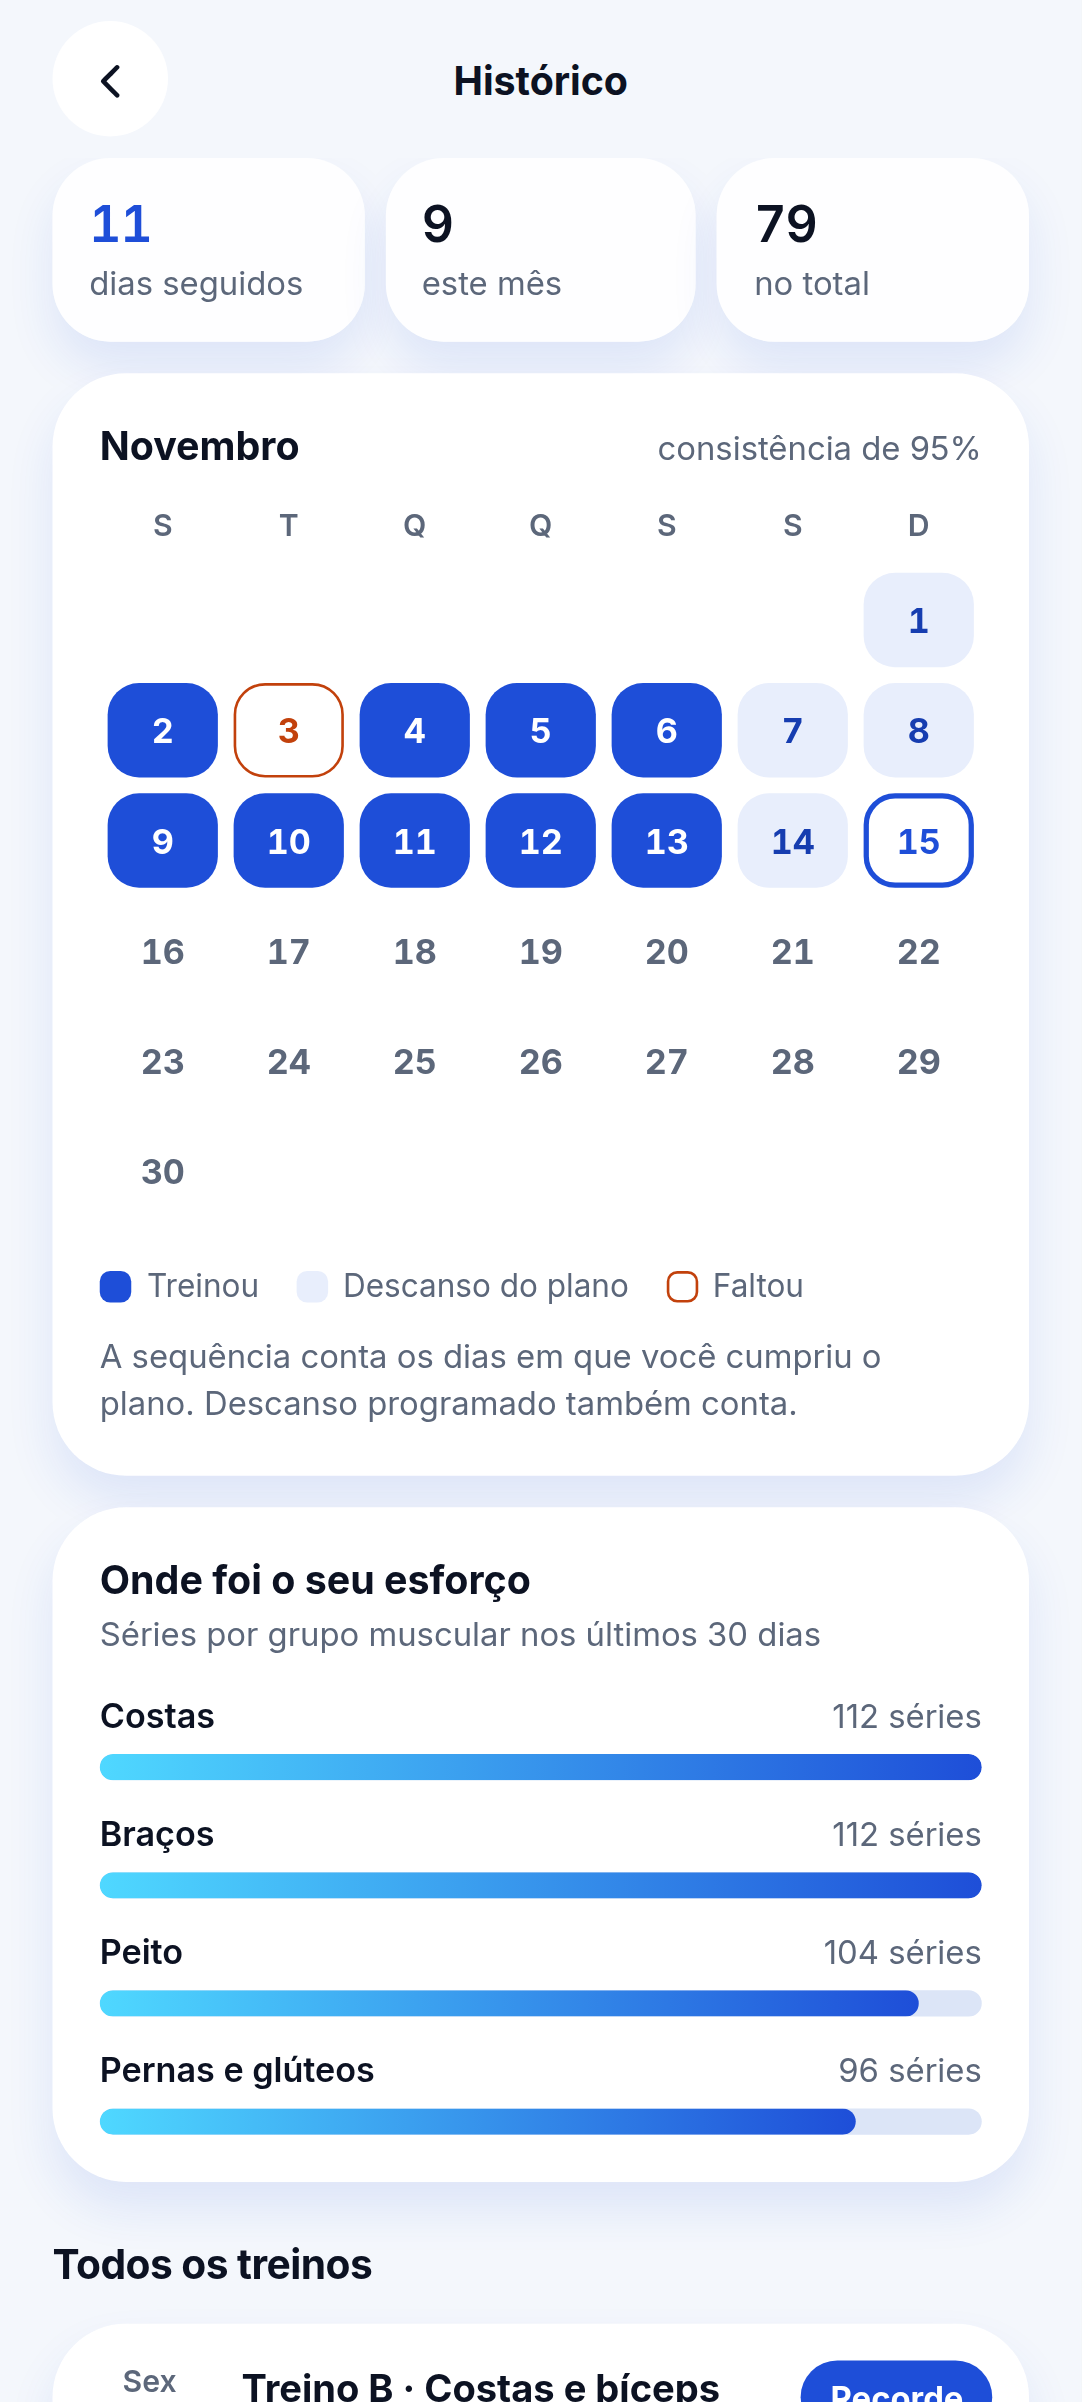 Histórico
11
dias seguidos
9
este mês
79
no total
Novembro
consistência de 95%
S T Q Q S S D
1
2 3 4 5 6 7 8
9 10 11 12 13 14 15
16 17 18 19 20 21 22
23 24 25 26 27 28 29
30
Treinou Descanso do plano Faltou
A sequência conta os dias em que você cumpriu o
plano. Descanso programado também conta.
Onde foi o seu esforço
Séries por grupo muscular nos últimos 30 dias
Costas 112 séries
Braços 112 séries
Peito 104 séries
Pernas e glúteos 96 séries
Todos os treinos
Sex
Treino B · Costas e bíceps
Recorde